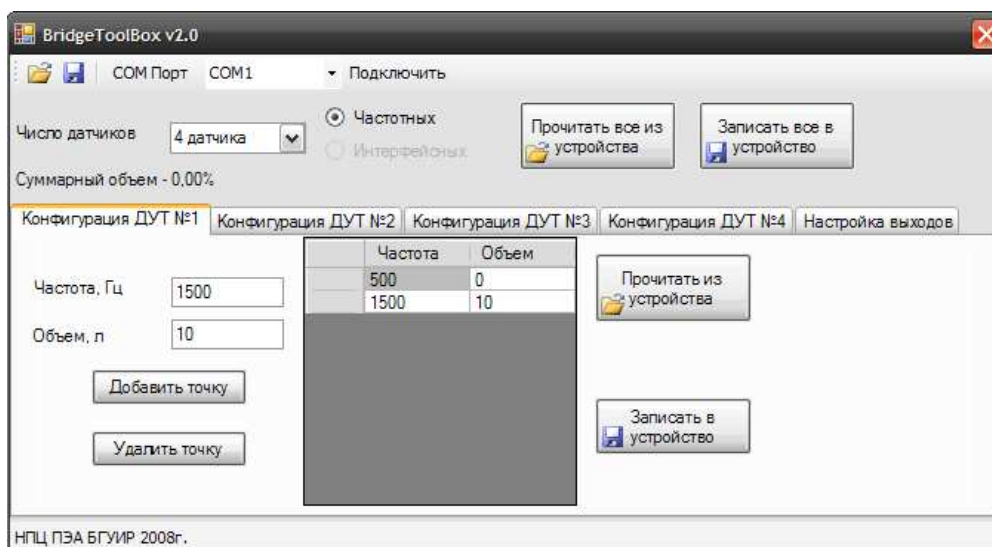 BridgeToolBox v2.0
COM Порт COM1 Подключить
Число датчиков 4 датчика
Частотных
Интерфейсных
Прочитать все из
устройства
Записать все в
устройство
Суммарный объем - 0,00%
Конфигурация ДУТ №1 Конфигурация ДУТ №2 Конфигурация ДУТ №3 Конфигурация ДУТ №4 Настройка выходов
Частота, Гц 1500
Объем, л 10
Добавить точку
Удалить точку
Частота Объем
500 0
1500 10
Прочитать из
устройства
Записать в
устройство
НПЦ ПЭА БГУИР 2008г.